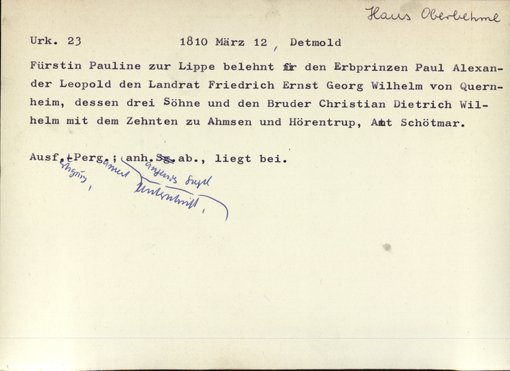 Haus Oberbehme
Urk. 23 1810 März 12, Detmold
Fürstin Pauline zur Lippe belehnt für den Erbprinzen Paul Alexan-
der Leopold den Landrat Friedrich Ernst Georg Wilhelm von Quern-
heim, dessen drei Söhne und den Bruder Christian Dietrich Wil-
helm mit dem Zehnten zu Ahmsen und Hörentrup, Amt Schötmar.
Ausf., Perg.; anh. Sg. ab., liegt bei.
Siegel
Unterschrift,